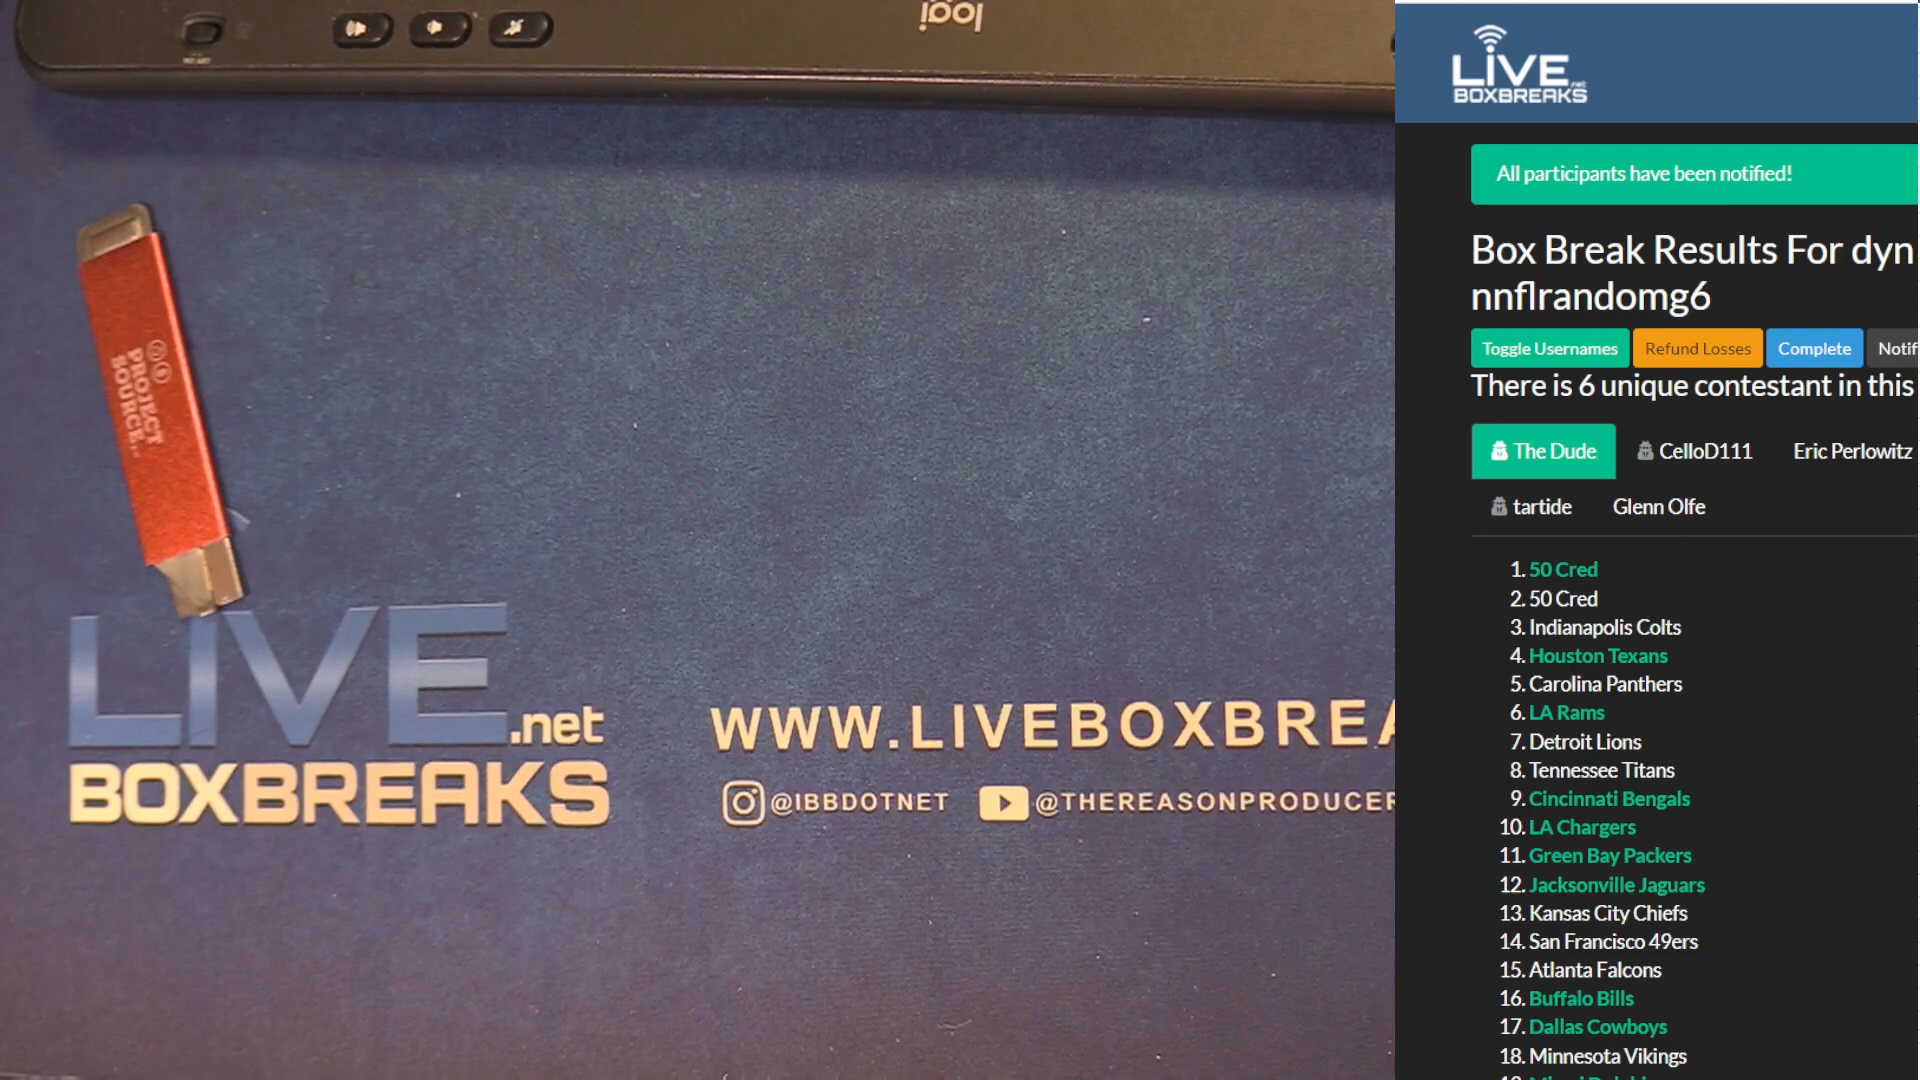 logi
PROJECT
SOURCE
LIVE
.net
BOXBREAKS
WWW.LIVEBOXBREA
@IBBDOTNET
@THEREASONPRODUCER
LIVE
.net
BOXBREAKS
All participants have been notified!
Box Break Results For dyn
nnflrandomg6
Toggle Usernames
Refund Losses
Complete
Notif
There is 6 unique contestant in this
The Dude
CelloD111
Eric Perlowitz
tartide
Glenn Olfe
1. 50 Cred
2. 50 Cred
3. Indianapolis Colts
4. Houston Texans
5. Carolina Panthers
6. LA Rams
7. Detroit Lions
8. Tennessee Titans
9. Cincinnati Bengals
10. LA Chargers
11. Green Bay Packers
12. Jacksonville Jaguars
13. Kansas City Chiefs
14. San Francisco 49ers
15. Atlanta Falcons
16. Buffalo Bills
17. Dallas Cowboys
18. Minnesota Vikings